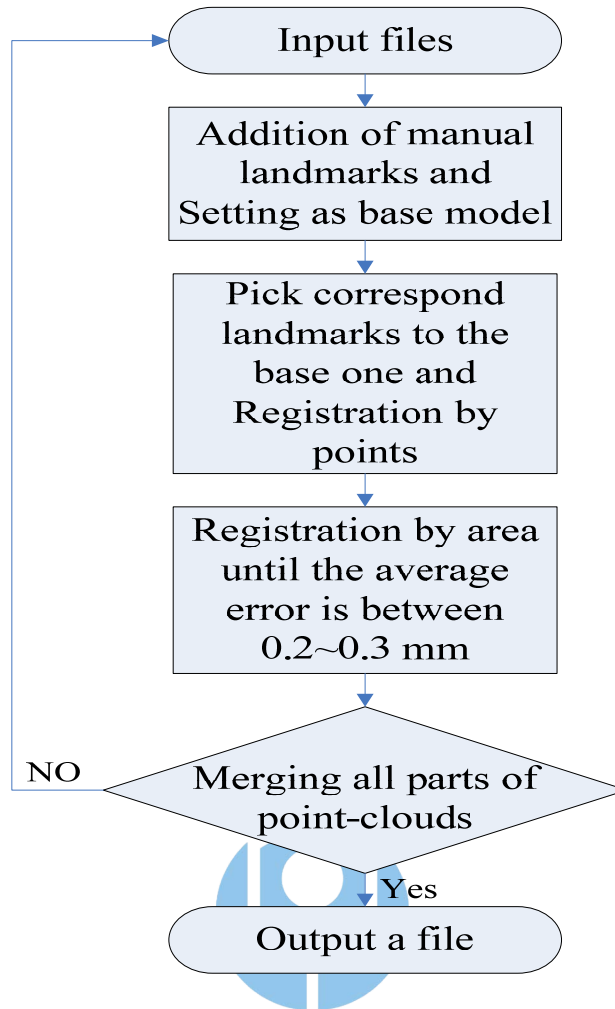 Input files
Addition of manual
landmarks and
Setting as base model
Pick correspond
landmarks to the
base one and
Registration by
points
Registration by area
until the average
error is between
0.2~0.3 mm
NO
Merging all parts of
point-clouds
Yes
Output a file